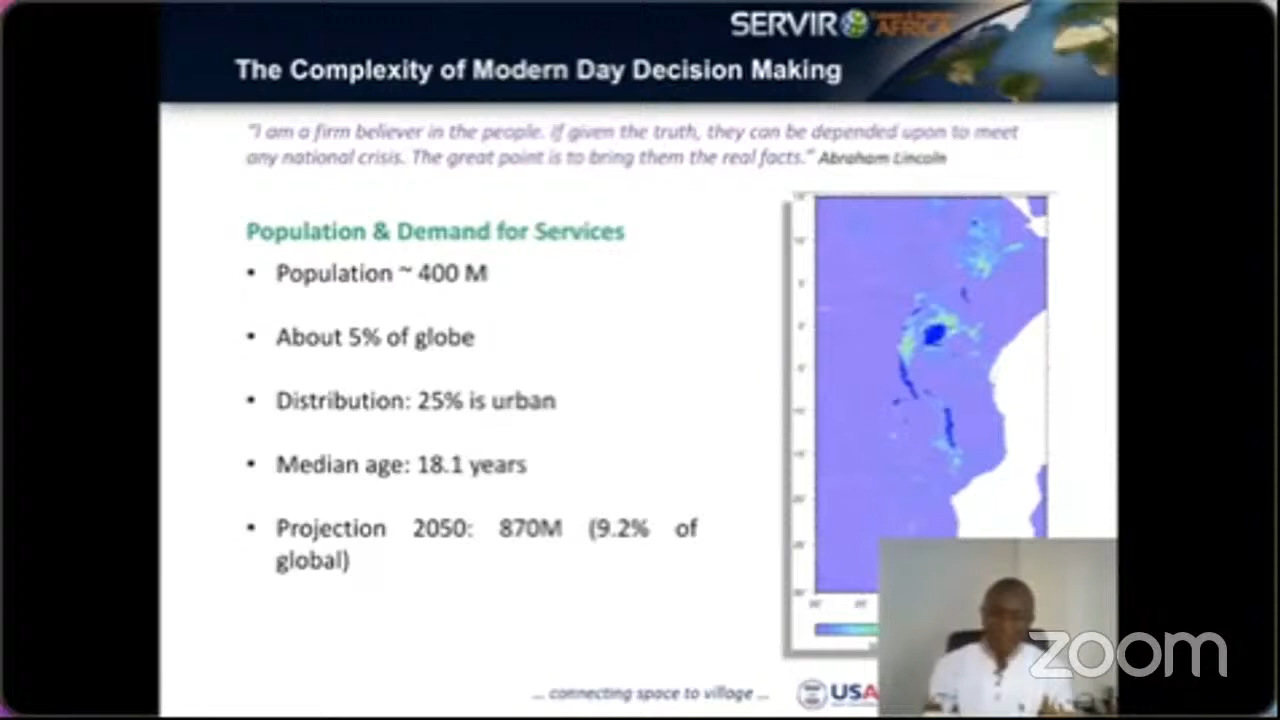 SERVIR
AFRICA
The Complexity of Modern Day Decision Making
"I am a firm believer in the people. If given the truth, they can be depended upon to meet
any national crisis. The great point is to bring them the real facts." Abraham Lincoln
Population & Demand for Services
• Population ~ 400 M
• About 5% of globe
• Distribution: 25% is urban
• Median age: 18.1 years
• Projection 2050: 870M (9.2% of
global)
... connecting space to village ...
USA
zoom